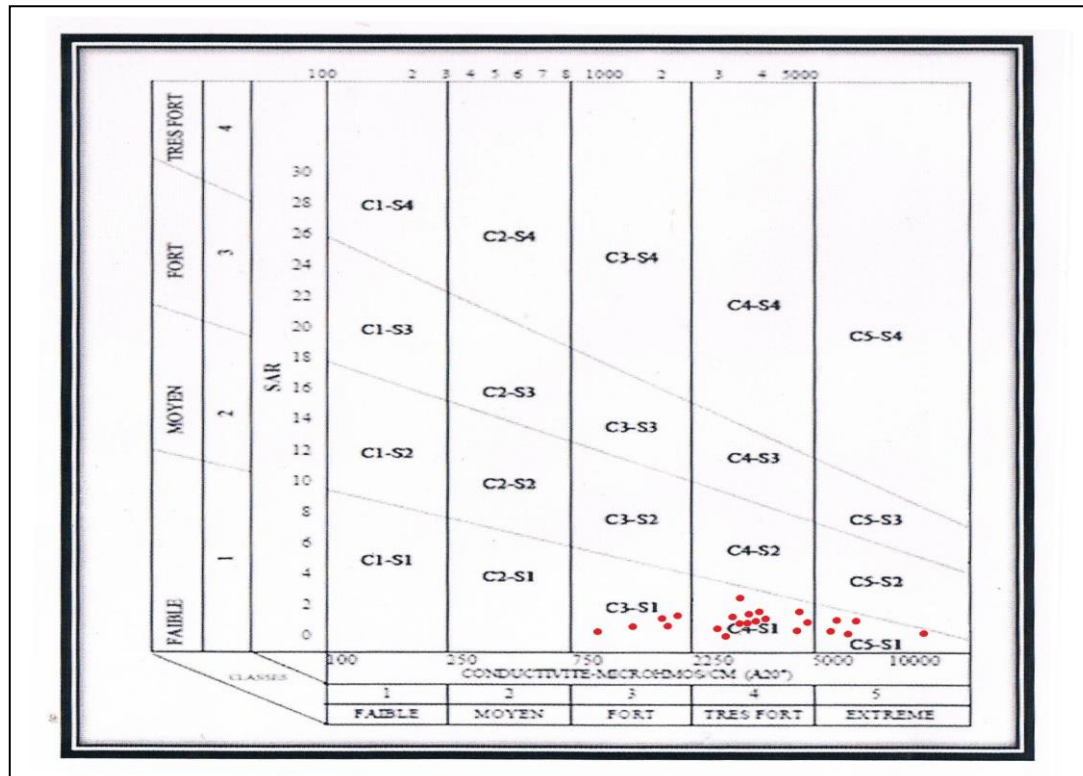 100 2 3 4 5 6 7 8 1000 2 3 4 5000
TRES FORT 4
FORT 3
MOYEN 2
FAIBLE 1
SAR
30
28
26
24
22
20
18
16
14
12
10
8
6
4
2
0
C1-S4
C2-S4
C3-S4
C4-S4
C5-S4
C1-S3
C2-S3
C3-S3
C4-S3
C5-S3
C1-S2
C2-S2
C3-S2
C4-S2
C5-S2
C1-S1
C2-S1
C3-S1
C4-S1
C5-S1
100 250 750 2250 5000 10000
CLASSES
CONDUCTIVITE-MICROHMOS/CM (A20°)
1 2 3 4 5
FAIBLE MOYEN FORT TRES FORT EXTREME